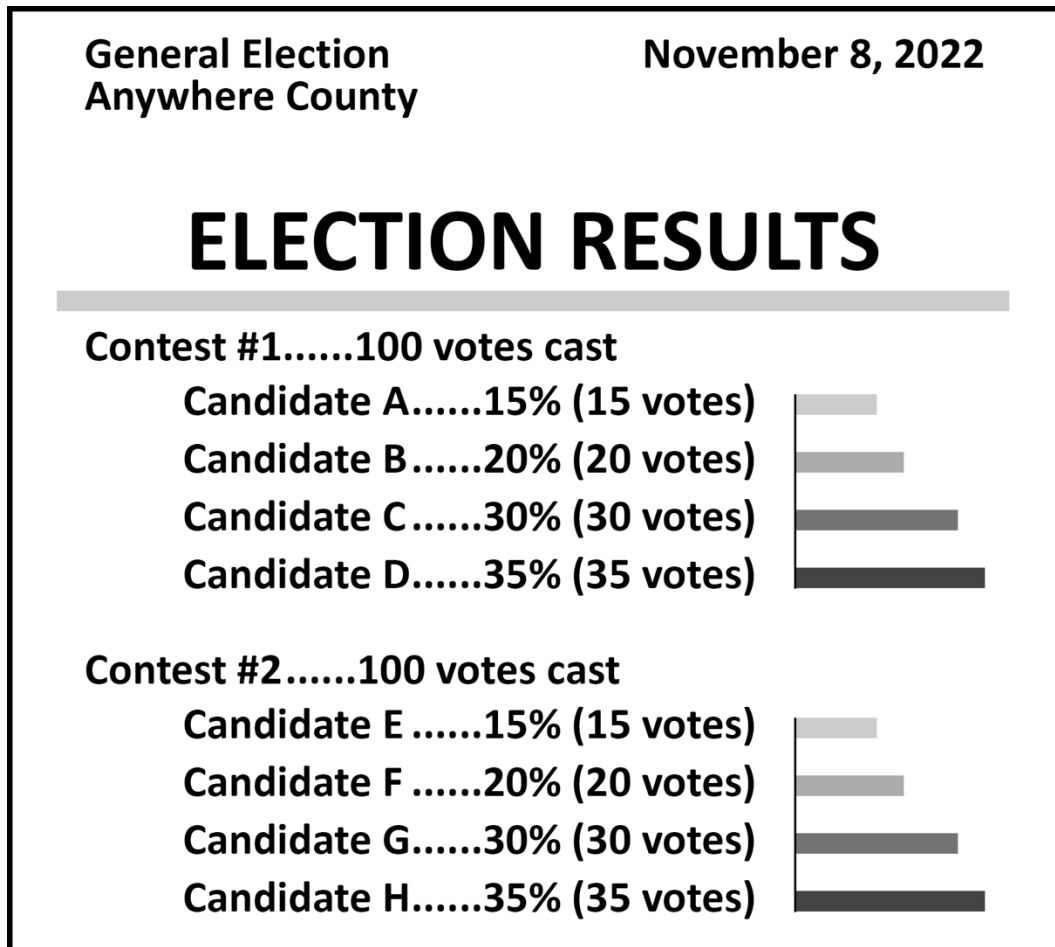 General Election
Anywhere County
November 8, 2022
ELECTION RESULTS
Contest #1......100 votes cast
Candidate A......15% (15 votes)
Candidate B......20% (20 votes)
Candidate C......30% (30 votes)
Candidate D......35% (35 votes)
Contest #2......100 votes cast
Candidate E......15% (15 votes)
Candidate F......20% (20 votes)
Candidate G......30% (30 votes)
Candidate H......35% (35 votes)